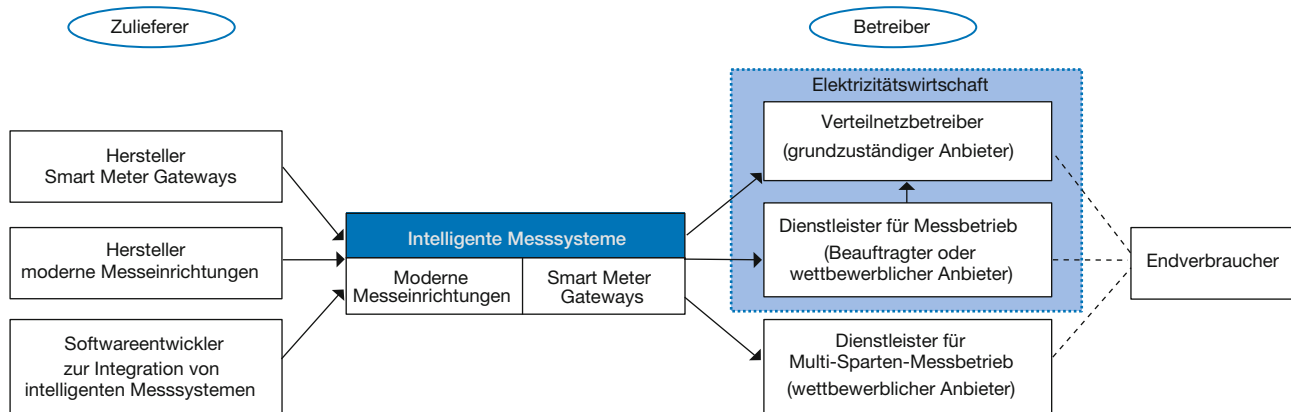 Zulieferer
Betreiber
Elektrizitätswirtschaft
Hersteller
Smart Meter Gateways
Hersteller
moderne Messeinrichtungen
Softwareentwickler
zur Integration von
intelligenten Messsystemen
Intelligente Messsysteme
Moderne
Messeinrichtungen
Smart Meter
Gateways
Verteilnetzbetreiber
(grundzuständiger Anbieter)
Dienstleister für Messbetrieb
(Beauftragter oder
wettbewerblicher Anbieter)
Dienstleister für
Multi-Sparten-Messbetrieb
(wettbewerblicher Anbieter)
Endverbraucher